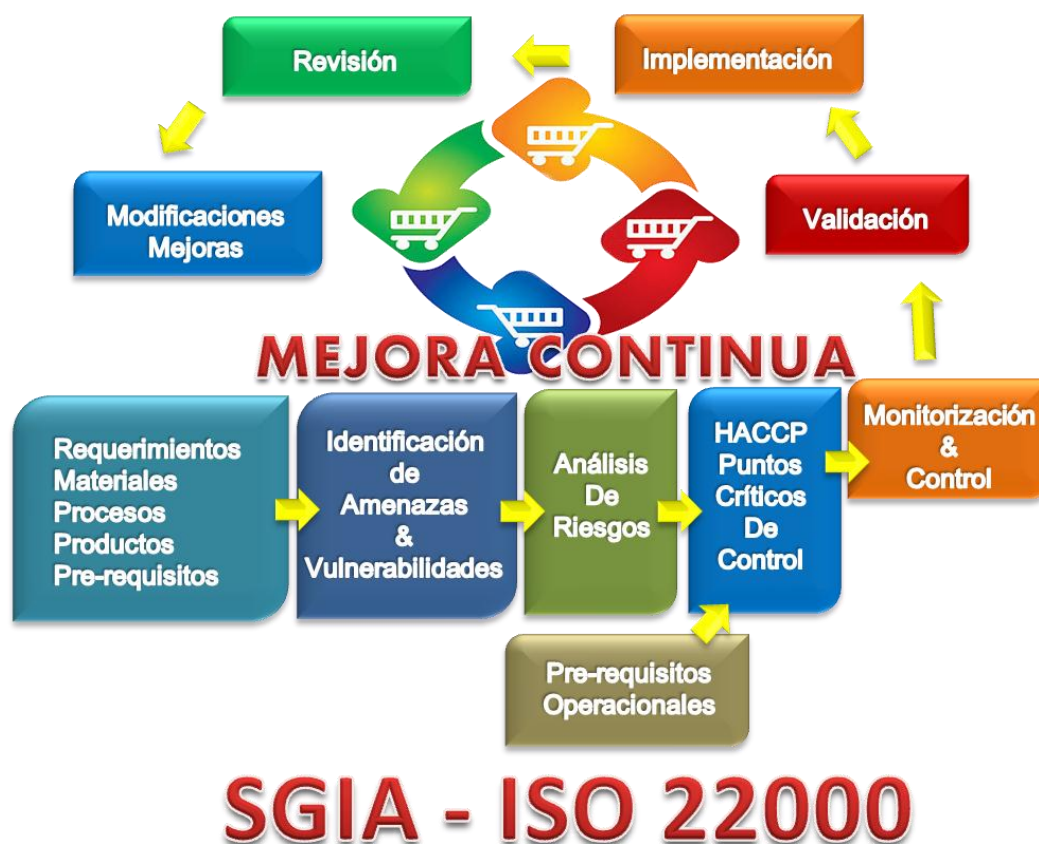 Revisión
Implementación
Modificaciones
Mejoras
Validación
MEJORA CONTINUA
Requerimientos
Materiales
Procesos
Productos
Pre-requisitos
Identificación
de
Amenazas
&
Vulnerabilidades
Análisis
De
Riesgos
HACCP
Puntos
Críticos
De
Control
Monitorización
&
Control
Pre-requisitos
Operacionales
SGIA - ISO 22000